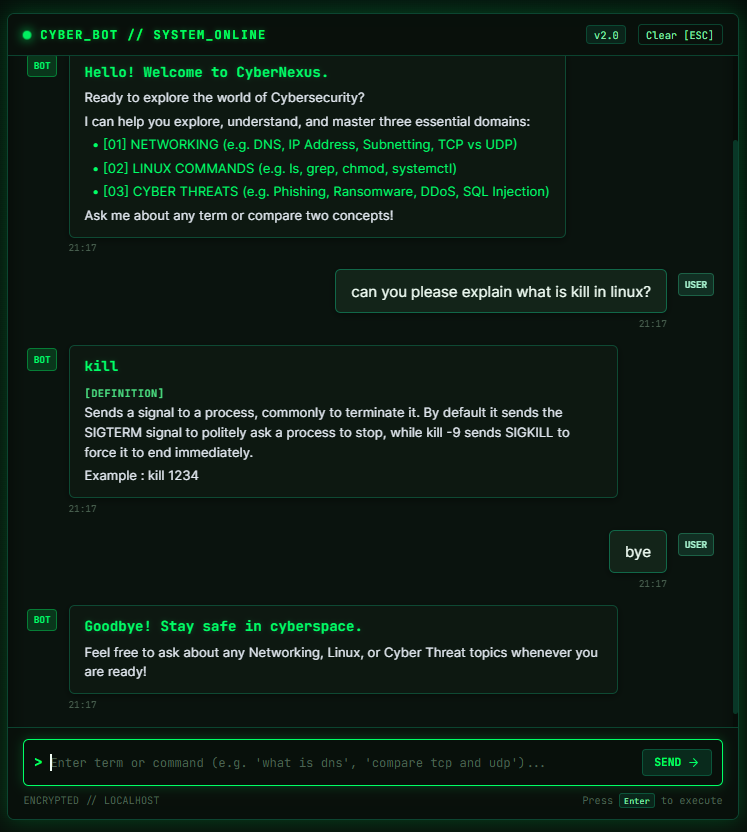 CYBER_BOT // SYSTEM_ONLINE
v2.0
Clear [ESC]
BOT
Hello! Welcome to CyberNexus.
Ready to explore the world of Cybersecurity?
I can help you explore, understand, and master three essential domains:
• [01] NETWORKING (e.g. DNS, IP Address, Subnetting, TCP vs UDP)
• [02] LINUX COMMANDS (e.g. ls, grep, chmod, systemctl)
• [03] CYBER THREATS (e.g. Phishing, Ransomware, DDoS, SQL Injection)
Ask me about any term or compare two concepts!
21:17
can you please explain what is kill in linux?
USER
21:17
BOT
kill
[DEFINITION]
Sends a signal to a process, commonly to terminate it. By default it sends the
SIGTERM signal to politely ask a process to stop, while kill -9 sends SIGKILL to
force it to end immediately.
Example : kill 1234
21:17
bye
USER
21:17
BOT
Goodbye! Stay safe in cyberspace.
Feel free to ask about any Networking, Linux, or Cyber Threat topics whenever you
are ready!
21:17
> Enter term or command (e.g. 'what is dns', 'compare tcp and udp')...
SEND →
ENCRYPTED // LOCALHOST
Press Enter to execute